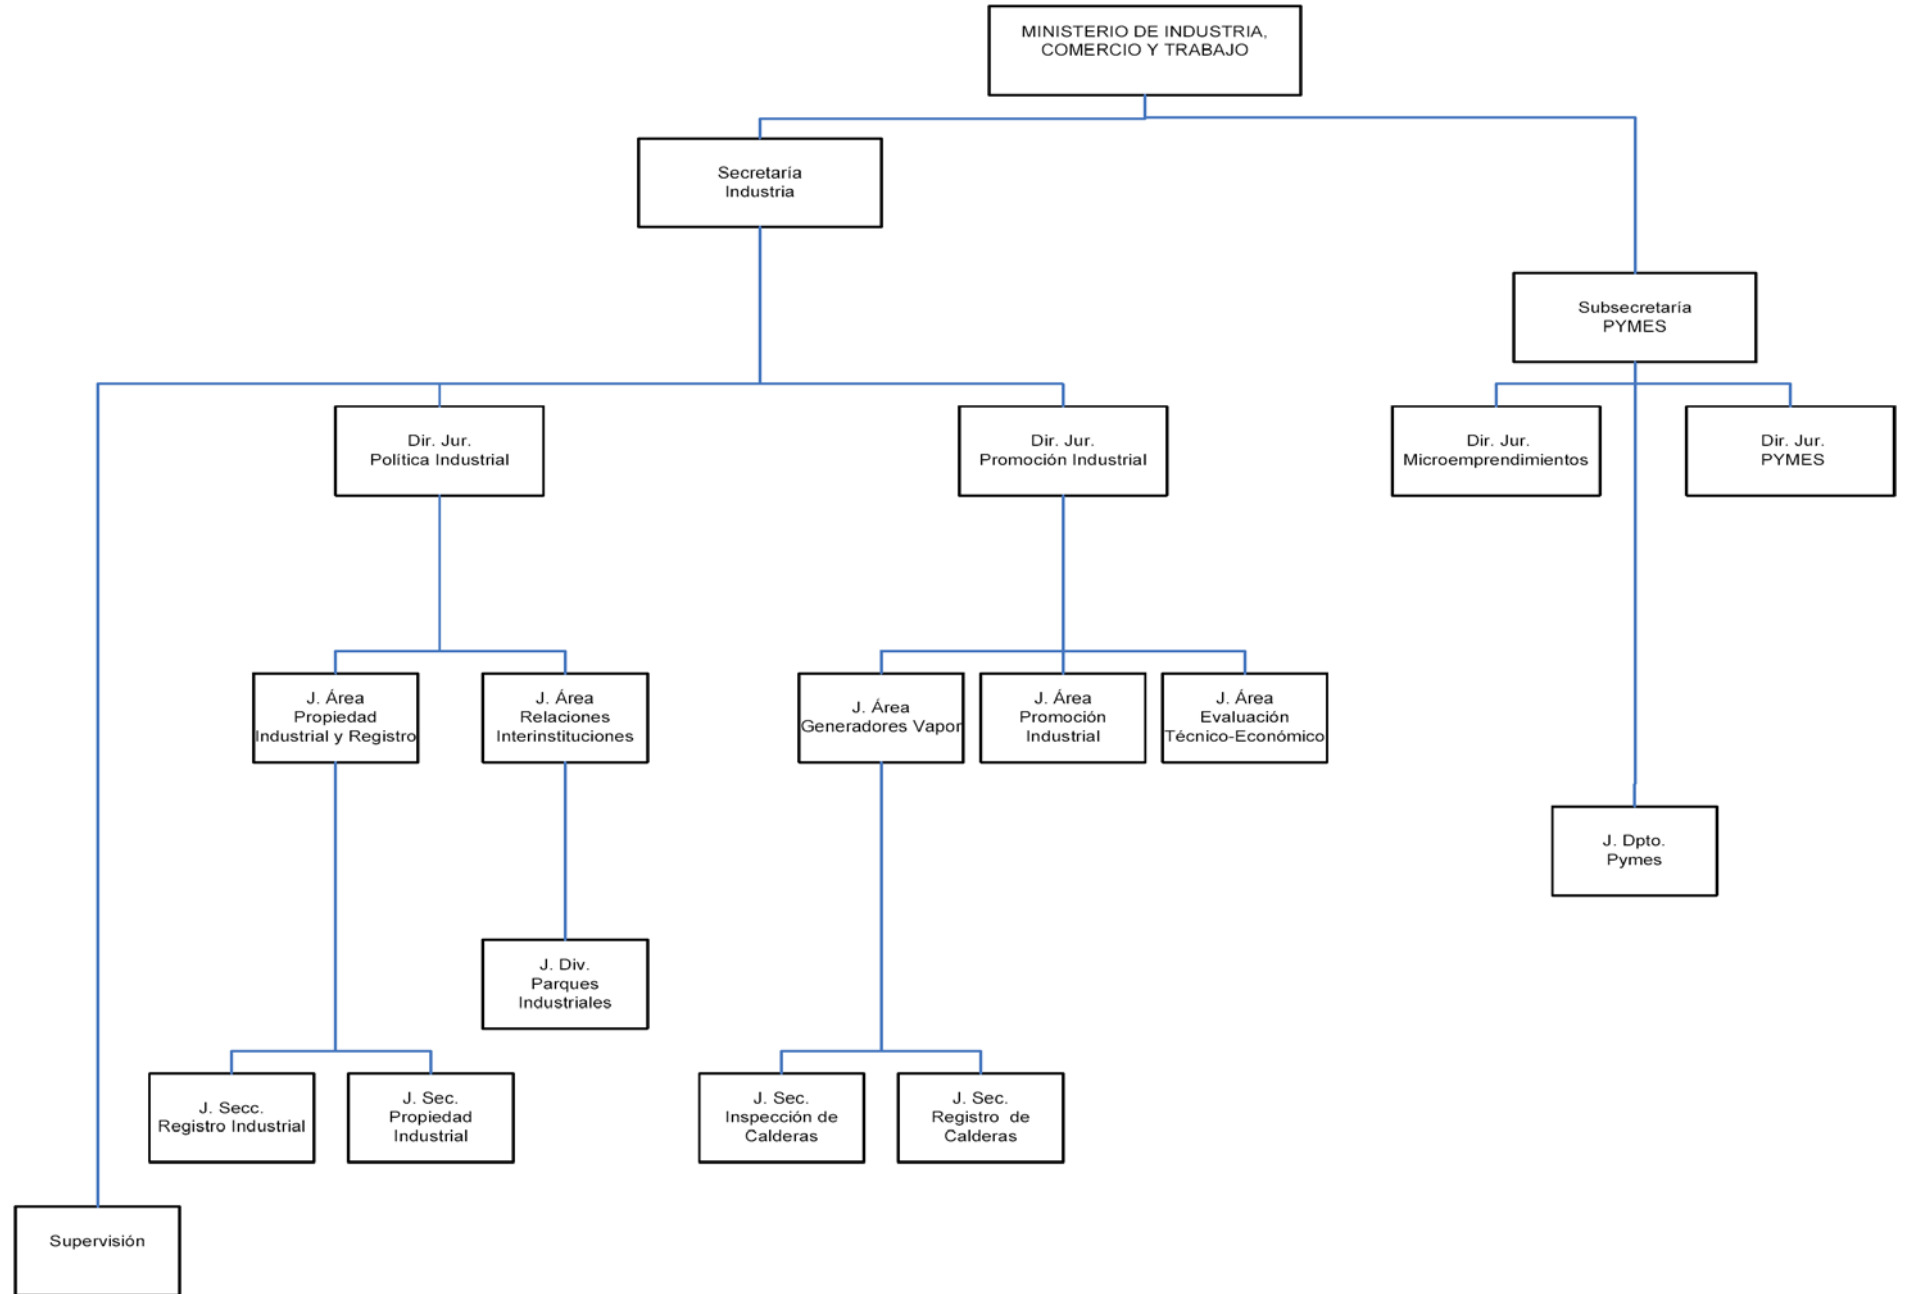 MINISTERIO DE INDUSTRIA,
COMERCIO Y TRABAJO
Secretaría
Industria
Subsecretaría
PYMES
Dir. Jur.
Política Industrial
Dir. Jur.
Promoción Industrial
Dir. Jur.
Microemprendimientos
Dir. Jur.
PYMES
J. Área
Propiedad
Industrial y Registro
J. Área
Relaciones
Interinstituciones
J. Área
Generadores Vapor
J. Área
Promoción
Industrial
J. Área
Evaluación
Técnico-Económico
J. Dpto.
Pymes
J. Div.
Parques
Industriales
J. Secc.
Registro Industrial
J. Sec.
Propiedad
Industrial
J. Sec.
Inspección de
Calderas
J. Sec.
Registro  de
Calderas
Supervisión